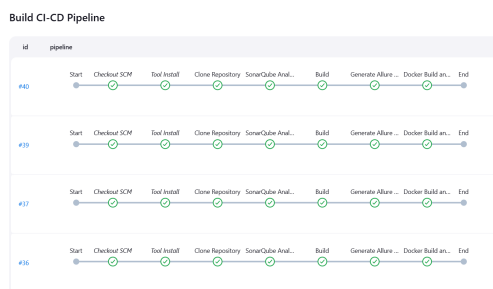 Build CI-CD Pipeline
id pipeline
Start Checkout SCM Tool Install Clone Repository SonarQube Anal... Build Generate Allure ... Docker Build an... End
#40
Start Checkout SCM Tool Install Clone Repository SonarQube Anal... Build Generate Allure ... Docker Build an... End
#39
Start Checkout SCM Tool Install Clone Repository SonarQube Anal... Build Generate Allure ... Docker Build an... End
#37
Start Checkout SCM Tool Install Clone Repository SonarQube Anal... Build Generate Allure ... Docker Build an... End
#36